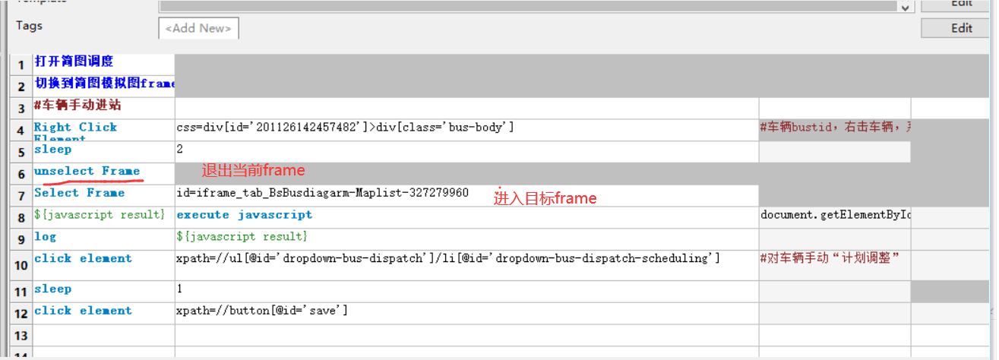 Template
Edit
Tags
<Add New>
Edit
1 打开简图调度
2 切换到简图模拟图frame
3 #车辆手动进站
4 Right Click Element css=div[id='201126142457482']>div[class='bus-body'] #车辆bustid，右击车辆，
5 sleep 2
6 unselect Frame 退出当前frame
7 Select Frame id=iframe_tab_BsBusdiagarm-Maplist-327279960 进入目标frame
8 ${javascript result} execute javascript document.getElementById
9 log ${javascript result}
10 click element xpath=//ul[@id='dropdown-bus-dispatch']/li[@id='dropdown-bus-dispatch-scheduling'] #对车辆手动“计划调整”
11 sleep 1
12 click element xpath=//button[@id='save']
13
14